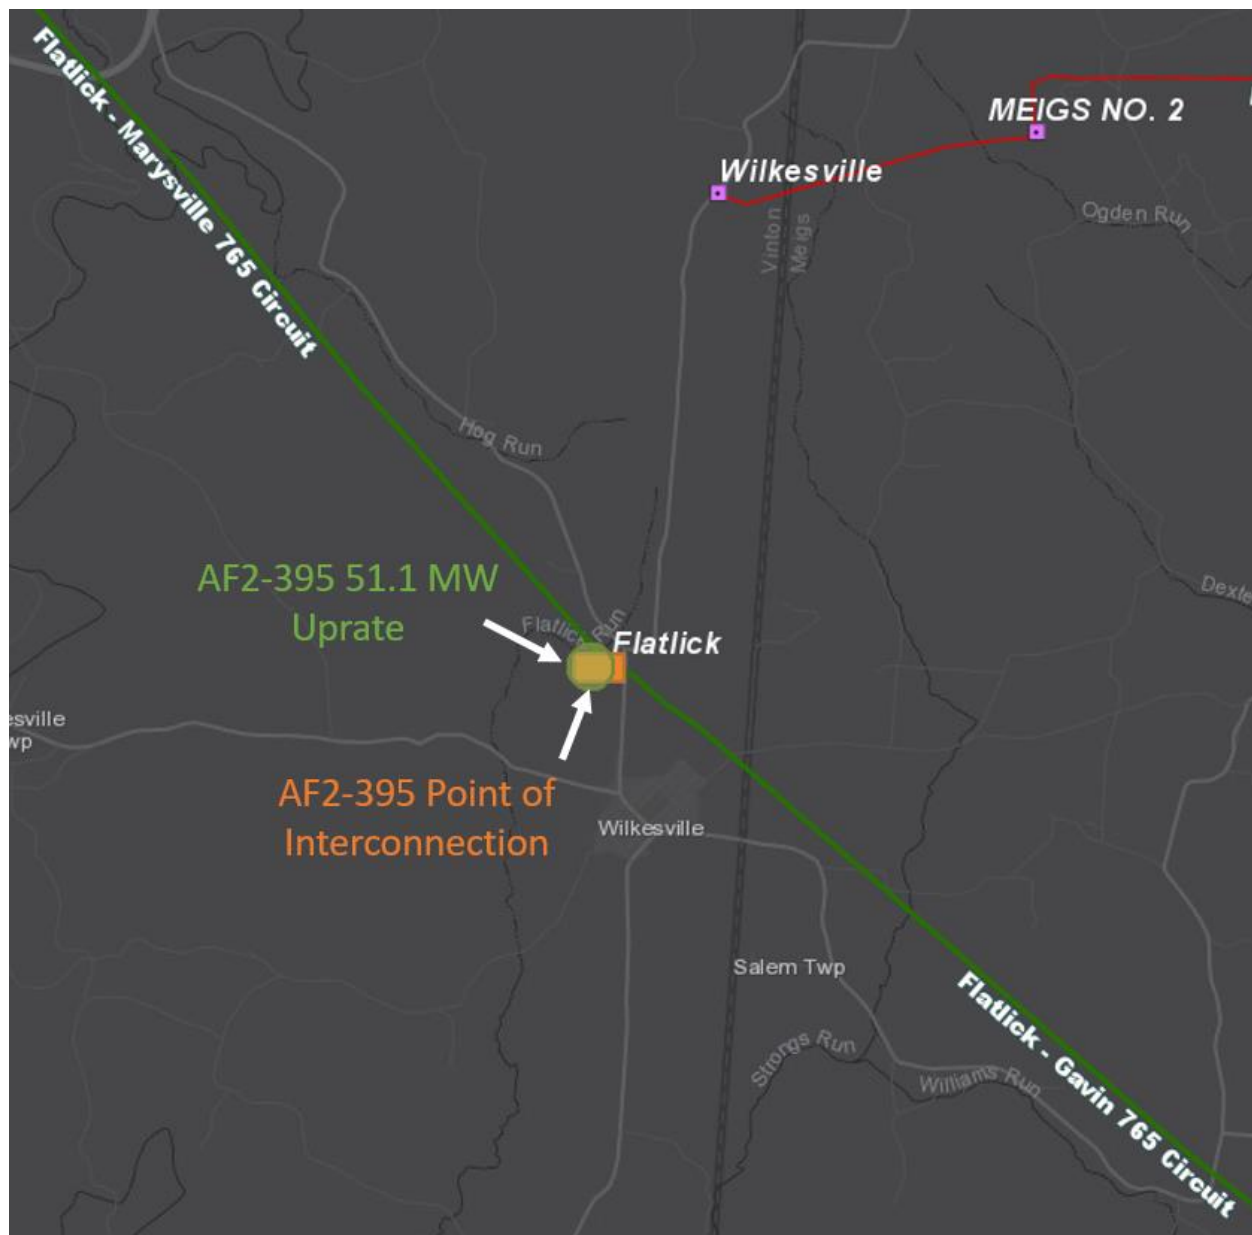 Flatlick - Marysville 765 Circuit
MEIGS NO. 2
Wilkesville
Vinton
Meigs
Ogden Run
Hog Run
AF2-395 51.1 MW
Uprate
Flatlick Run
Flatlick
esville
wp
AF2-395 Point of
Interconnection
Wilkesville
Salem Twp
Strongs Run
Williams Run
Flatlick - Gavin 765 Circuit
Dexte